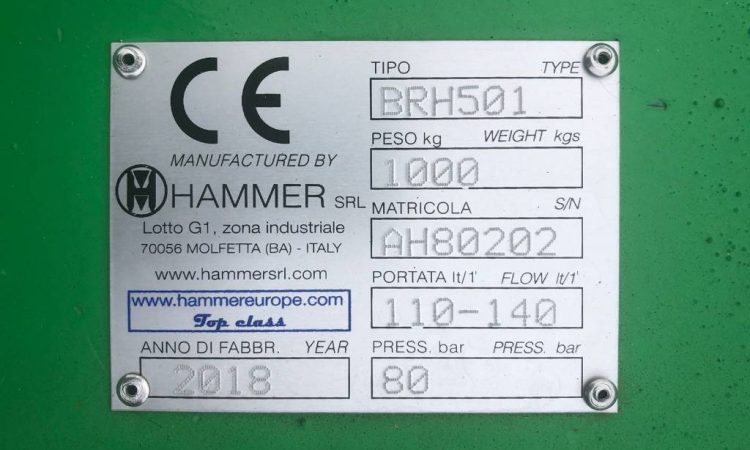 CE
MANUFACTURED BY
HAMMER SRL
Lotto G1, zona industriale
70056 MOLFETTA (BA) - ITALY
www.hammersrl.com
www.hammereurope.com
Top class
ANNO DI FABBR. YEAR
2018
TIPO TYPE
BRH501
PESO kg WEIGHT kgs
1000
MATRICOLA S/N
AH80202
PORTATA lt/1' FLOW lt/1'
110-140
PRESS. bar PRESS. bar
80